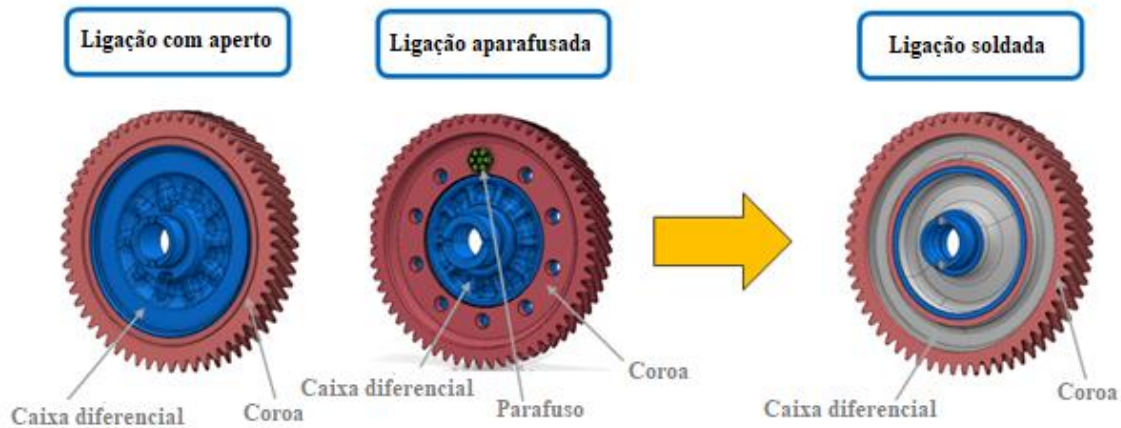 Ligação com aperto
Ligação aparafusada
Ligação soldada
Caixa diferencial
Coroa
Caixa diferencial
Parafuso
Coroa
Caixa diferencial
Coroa